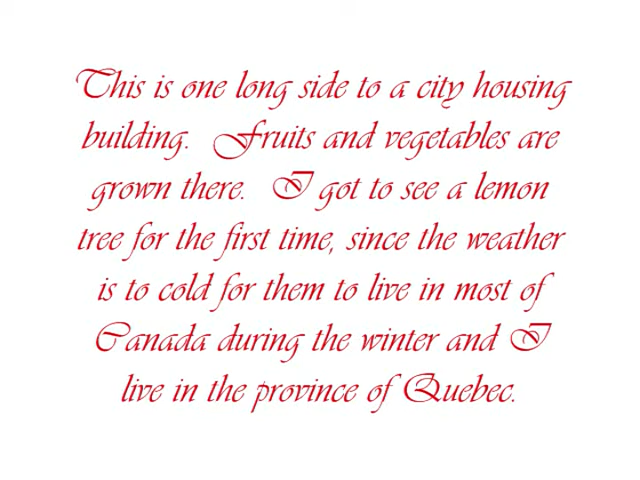 This is one long side to a city housing
building. Fruits and vegetables are
grown there. I got to see a lemon
tree for the first time, since the weather
is to cold for them to live in most of
Canada during the winter and I
live in the province of Quebec.